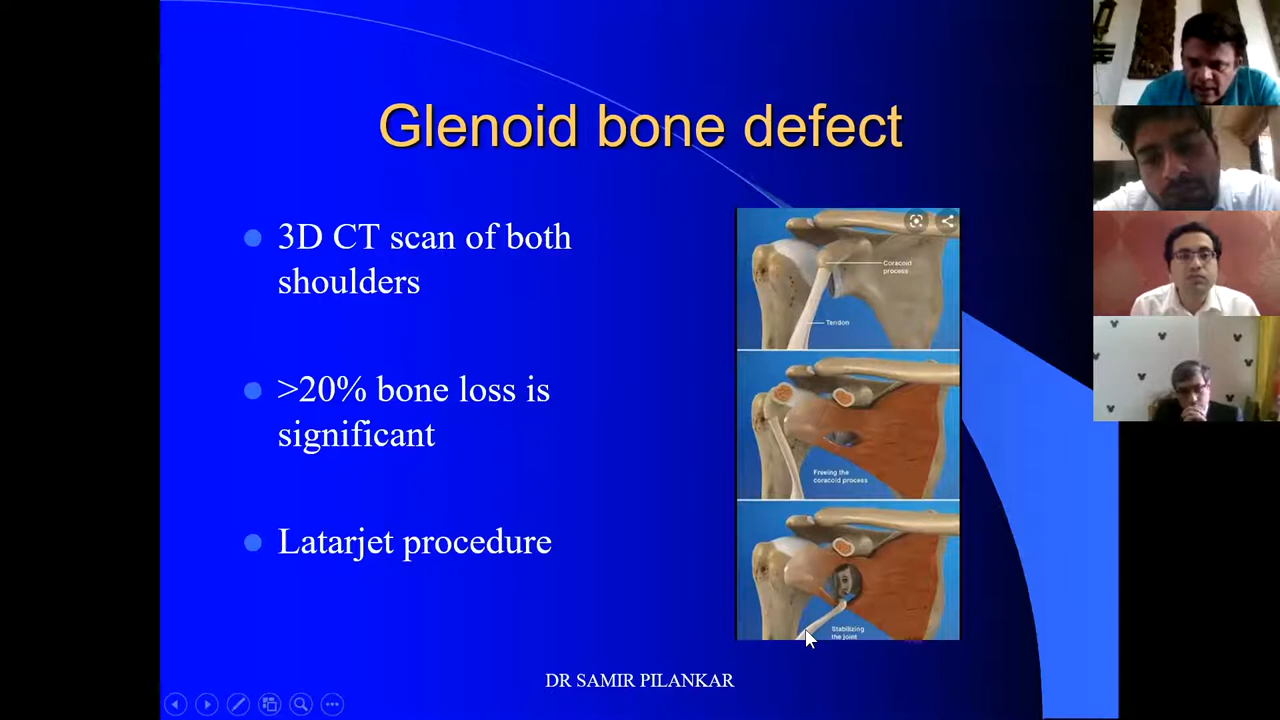 Glenoid bone defect
3D CT scan of both
shoulders
>20% bone loss is
significant
Latarjet procedure
Coracoid
process
Tendon
Freeing the
coracoid process
Stabilizing
the joint
DR SAMIR PILANKAR